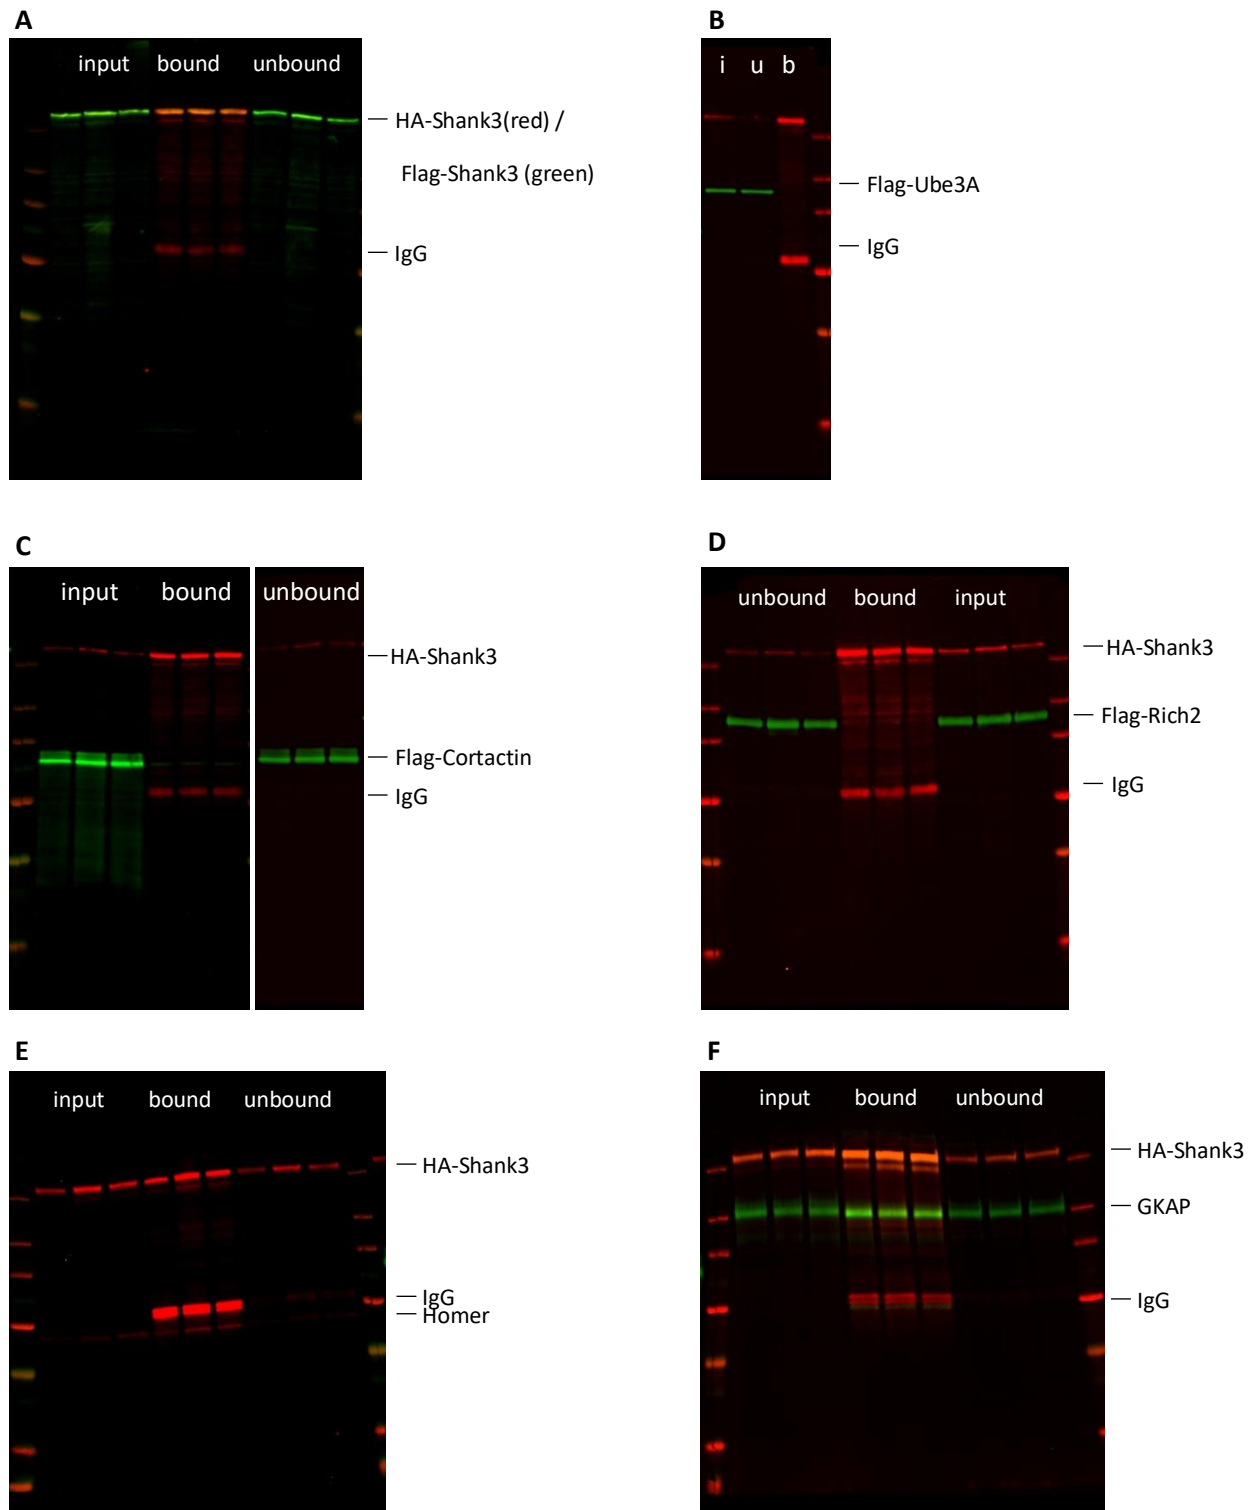 A
input bound unbound
HA-Shank3(red) /
Flag-Shank3 (green)
IgG
B
i u b
Flag-Ube3A
IgG
C
input bound unbound
HA-Shank3
Flag-Cortactin
IgG
D
unbound bound input
HA-Shank3
Flag-Rich2
IgG
E
input bound unbound
HA-Shank3
IgG
Homer
F
input bound unbound
HA-Shank3
GKAP
IgG